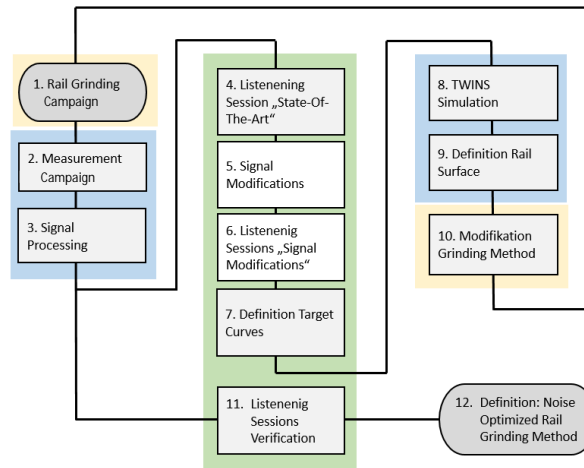 1. Rail Grinding
Campaign
2. Measurement
Campaign
3. Signal
Processing
4. Listenening
Session „State-Of-
The-Art“
5. Signal
Modifications
6. Listenenig
Sessions „Signal
Modifications“
7. Definition Target
Curves
8. TWINS
Simulation
9. Definition Rail
Surface
10. Modifikation
Grinding Method
11. Listenenig
Sessions
Verification
12. Definition: Noise
Optimized Rail
Grinding Method